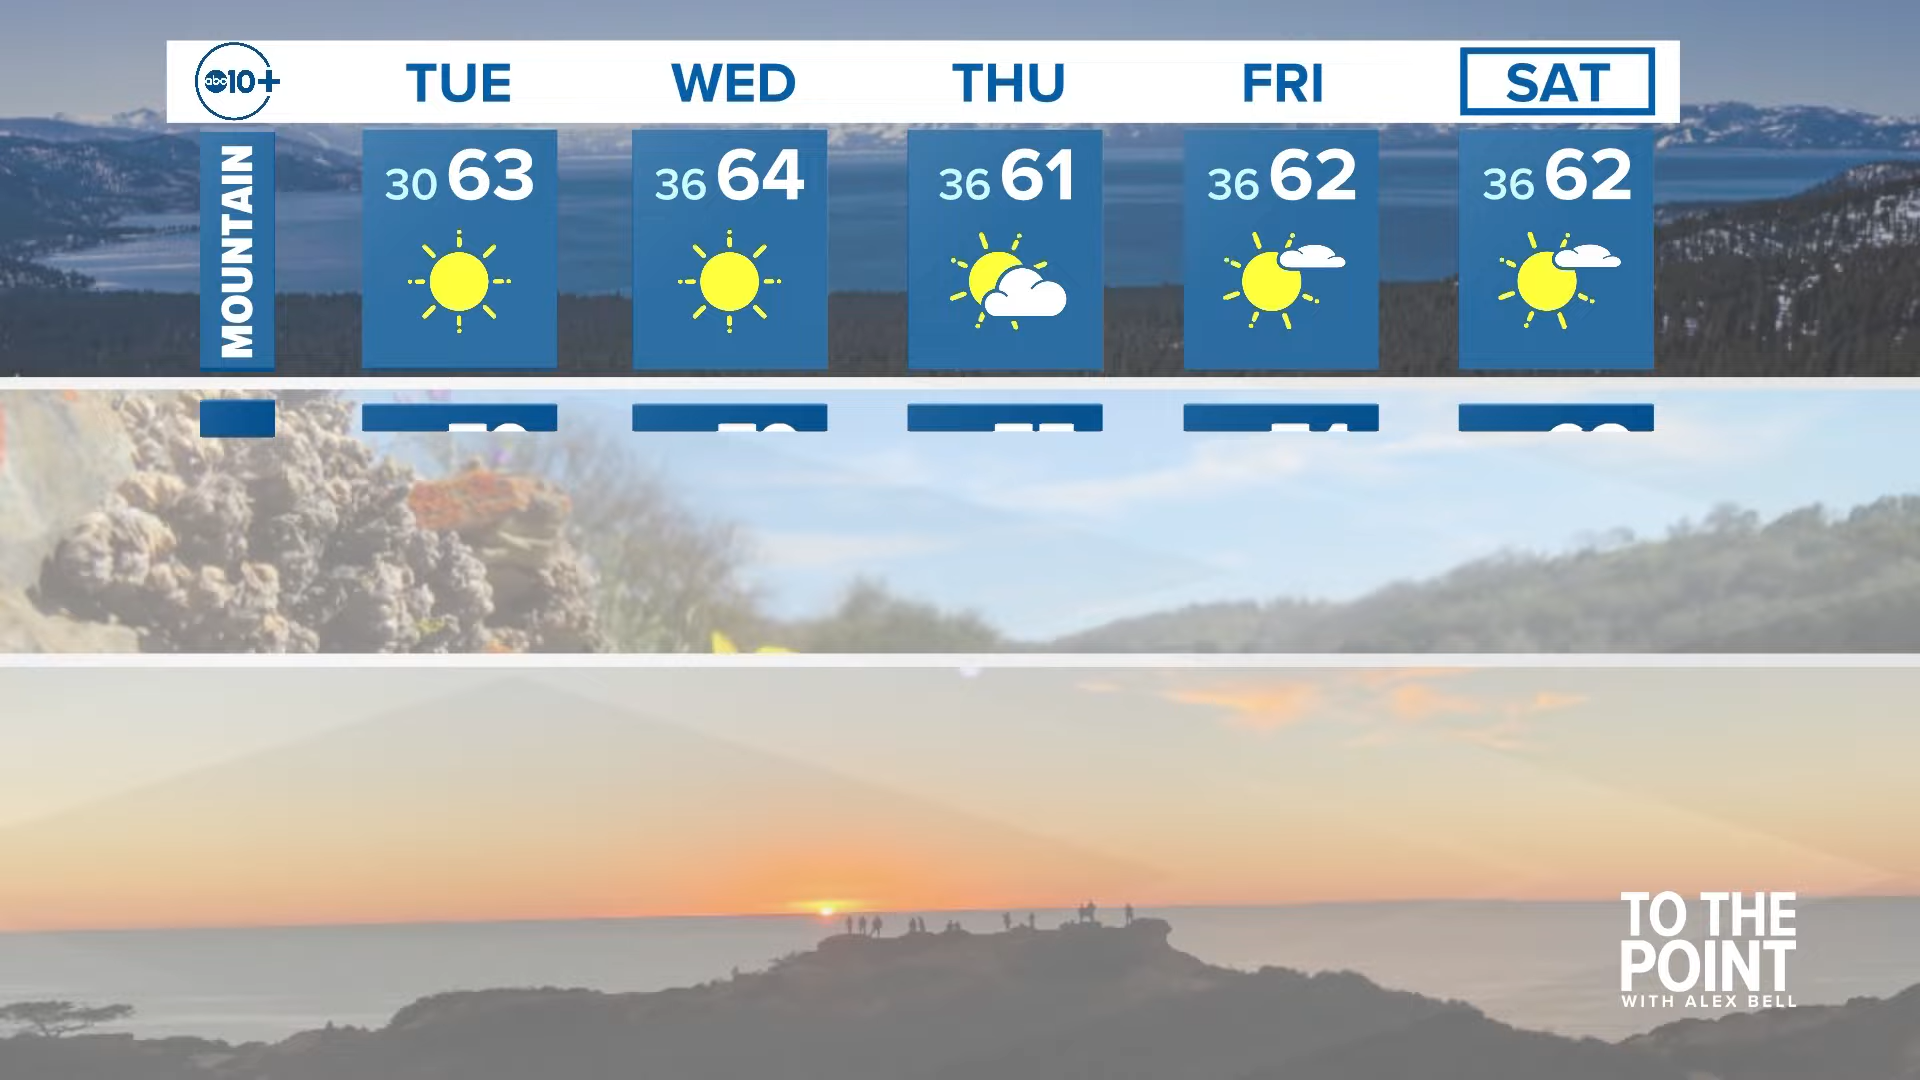 abc10+ TUE WED THU FRI SAT
MOUNTAIN
30 63 36 64 36 61 36 62 36 62
TO THE
POINT
WITH ALEX BELL